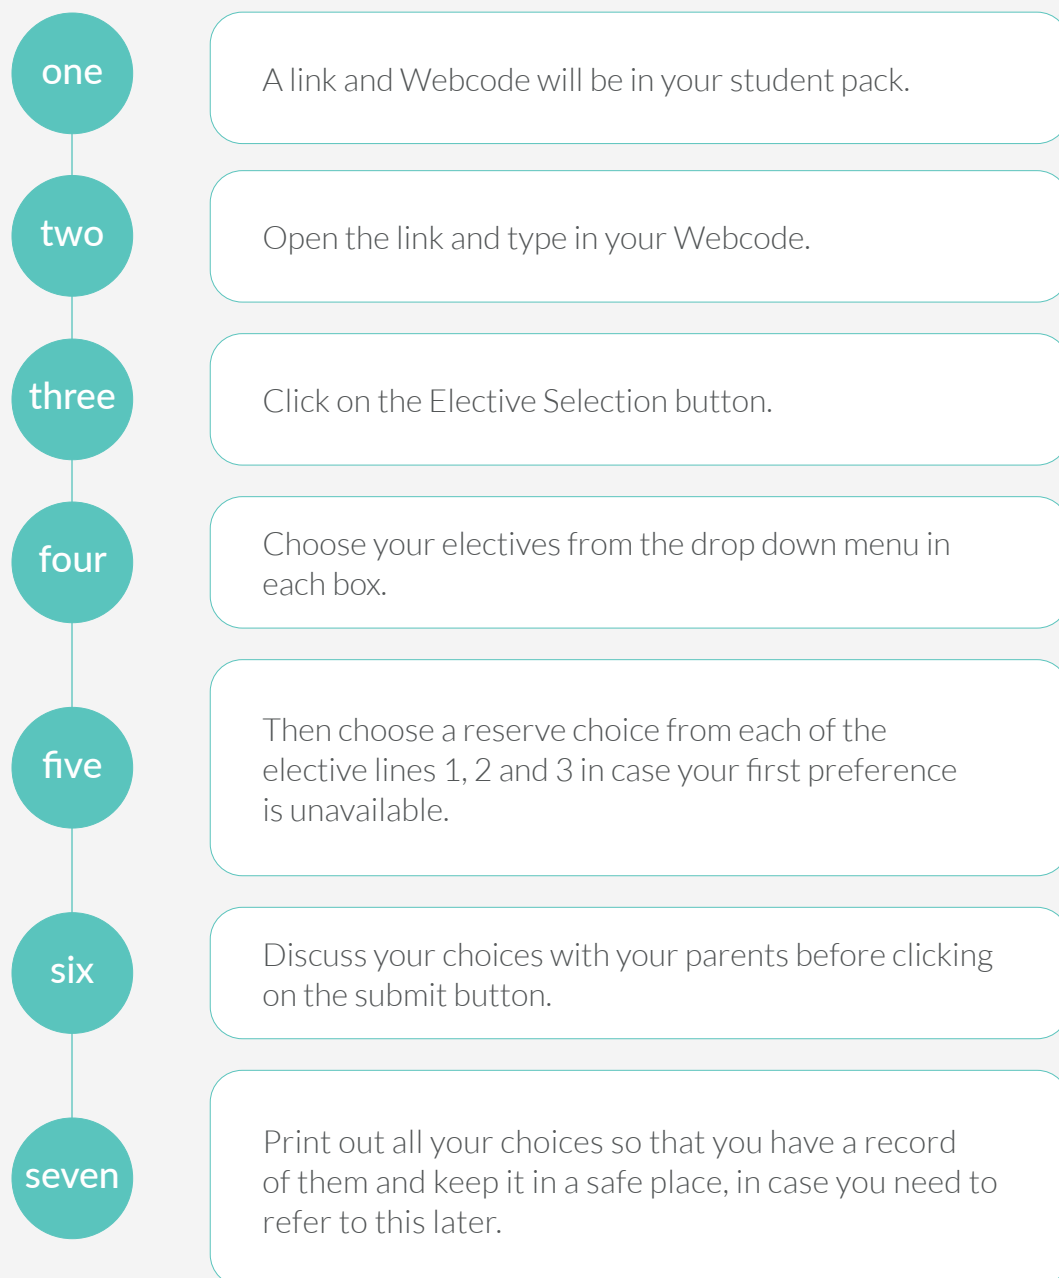 one
A link and Webcode will be in your student pack.
two
Open the link and type in your Webcode.
three
Click on the Elective Selection button.
four
Choose your electives from the drop down menu in
each box.
five
Then choose a reserve choice from each of the
elective lines 1, 2 and 3 in case your first preference
is unavailable.
six
Discuss your choices with your parents before clicking
on the submit button.
seven
Print out all your choices so that you have a record
of them and keep it in a safe place, in case you need to
refer to this later.